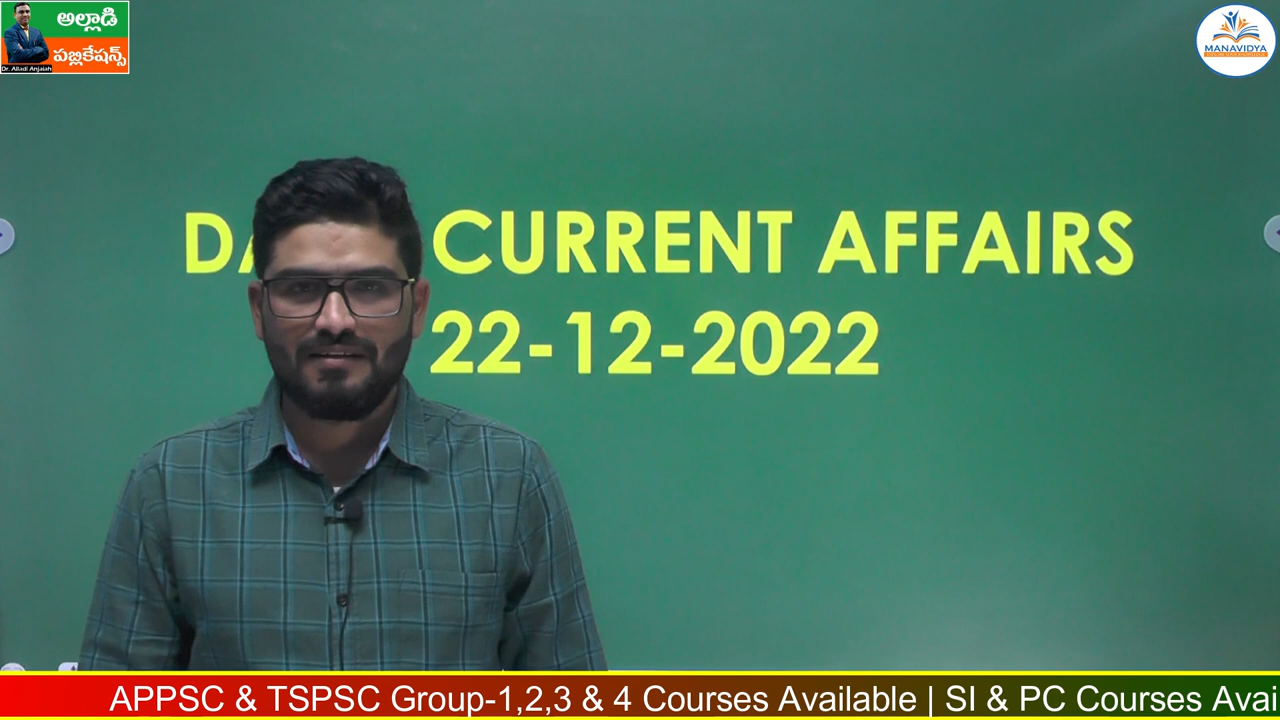 అల్లాడి
పబ్లికేషన్స్
Dr. Alladi Anjaiah
MANAVIDYA
CURRENT AFFAIRS
22-12-2022
APPSC & TSPSC Group-1,2,3 & 4 Courses Available | SI & PC Courses Avai